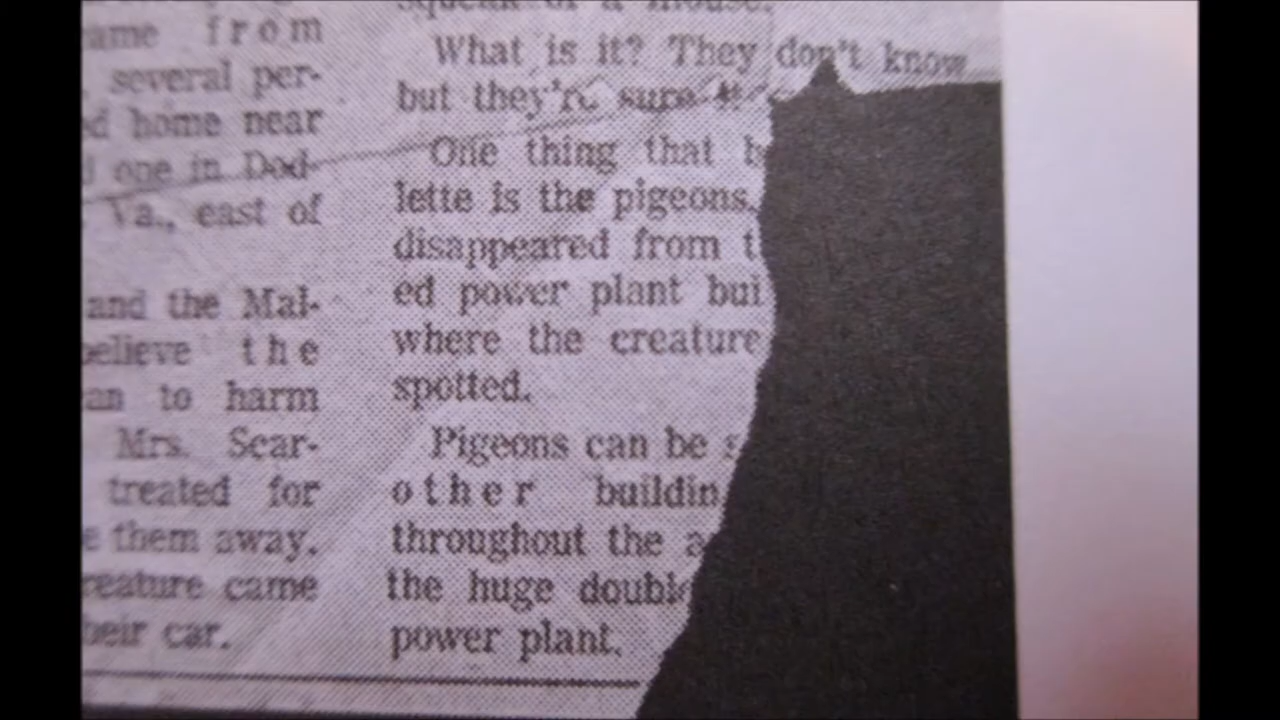 ame from
several per-
ed home near
d one in Dod-
Va., east of
and the Mal-
believe the
an to harm
Mrs. Scar-
treated for
e them away.
reature came
heir car.
squeak of a mouse.
What is it? They don't know
but they're sure
One thing that b
lette is the pigeons.
disappeared from t
ed power plant bui
where the creature
spotted.
Pigeons can be s
other buildin
throughout the a
the huge double
power plant.